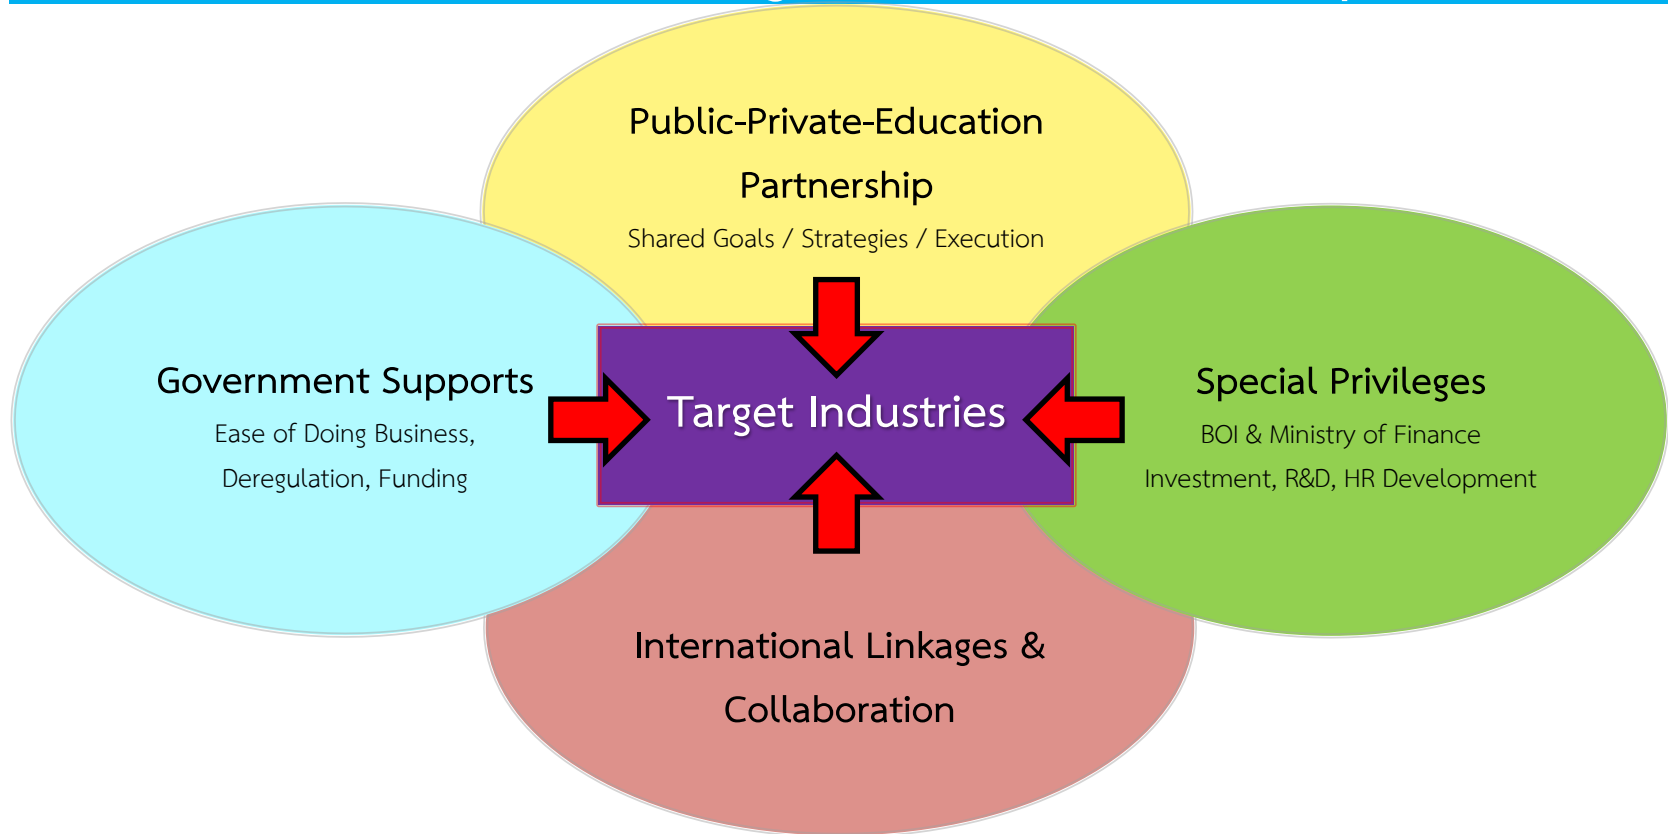 Public-Private-Education
Partnership
Shared Goals / Strategies / Execution
Government Supports
Ease of Doing Business,
Deregulation, Funding
Target Industries
Special Privileges
BOI & Ministry of Finance
Investment, R&D, HR Development
International Linkages &
Collaboration